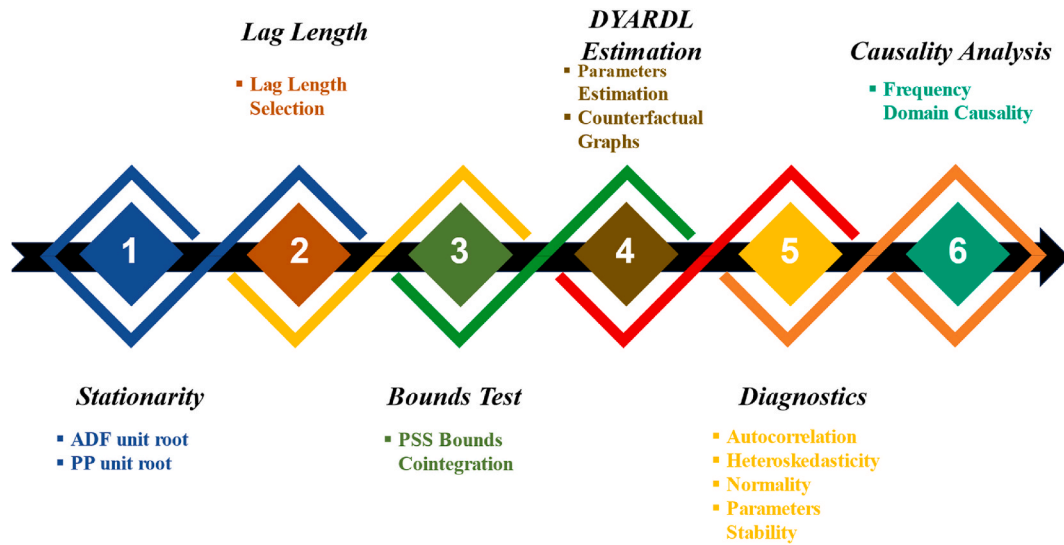 Lag Length
▪ Lag Length
Selection
DYARDL
Estimation
▪ Parameters
Estimation
▪ Counterfactual
Graphs
Causality Analysis
▪ Frequency
Domain Causality
1
2
3
4
5
6
Stationarity
▪ ADF unit root
▪ PP unit root
Bounds Test
▪ PSS Bounds
Cointegration
Diagnostics
▪ Autocorrelation
▪ Heteroskedasticity
▪ Normality
▪ Parameters
Stability